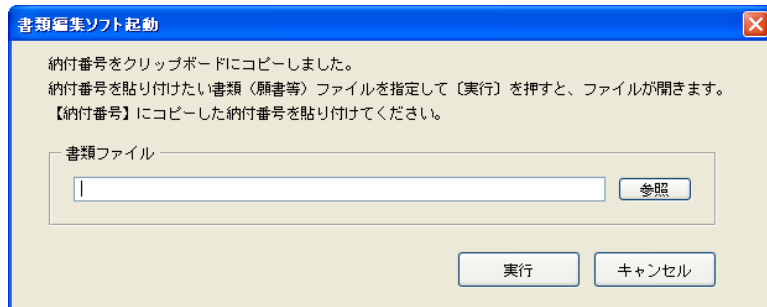 書類編集ソフト起動
納付番号をクリップボードにコピーしました。
納付番号を貼り付けたい書類（願書等）ファイルを指定して〔実行〕を押すと、ファイルが開きます。
【納付番号】にコピーした納付番号を貼り付けてください。
書類ファイル
参照
実行
キャンセル